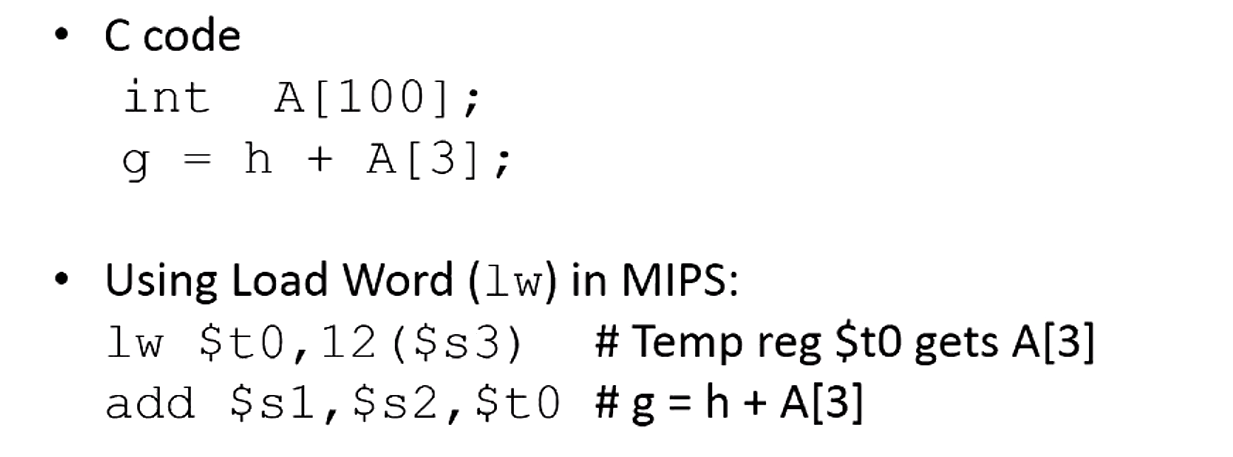 • C code
int  A[100];
g = h + A[3];
• Using Load Word (lw) in MIPS:
lw $t0,12($s3)   # Temp reg $t0 gets A[3]
add $s1,$s2,$t0 # g = h + A[3]